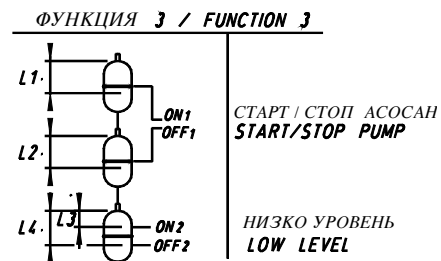 ФУНКЦИЯ 3 / FUNCTION 3
L1
ON1
OFF1
СТАРТ / СТОП АСОСАН
START/STOP PUMP
L2
L4
L3
ON2
OFF2
НИЗКО УРОВЕНЬ
LOW LEVEL